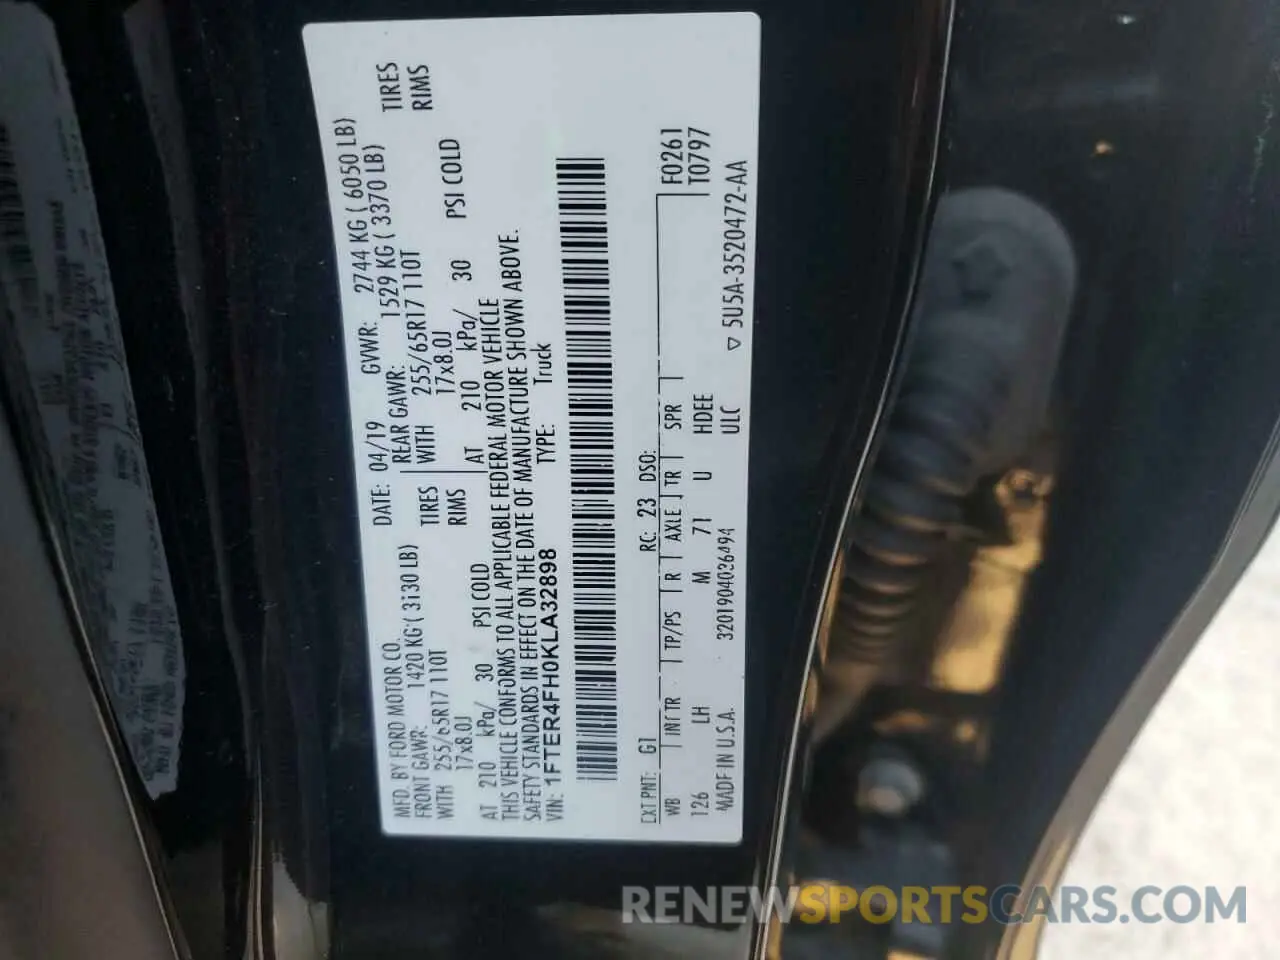 MFD. BY FORD MOTOR CO.
DATE: 04/19
GVWR: 2744 KG ( 6050 LB)
FRONT GAWR: 1420 KG ( 3130 LB)
REAR GAWR: 1529 KG ( 3370 LB)
WITH 255/65R17 110T TIRES
WITH 255/65R17 110T TIRES
17x8.0J RIMS
17x8.0J RIMS
AT 210 kPa/ 30 PSI COLD
AT 210 kPa/ 30 PSI COLD
THIS VEHICLE CONFORMS TO ALL APPLICABLE FEDERAL MOTOR VEHICLE
SAFETY STANDARDS IN EFFECT ON THE DATE OF MANUFACTURE SHOWN ABOVE.
VIN: 1FTER4FH0KLA32898 TYPE: Truck
EXT PNT: G1 RC: 23 DSO: F0261
WB INT TR TP/PS R AXLE TR SPR T0797
126 LH M 71 U HDEE
MADE IN U.S.A. 320190403 ULC
▽ 5U5A-3520472-AA
RENEWSPORTSCARS.COM